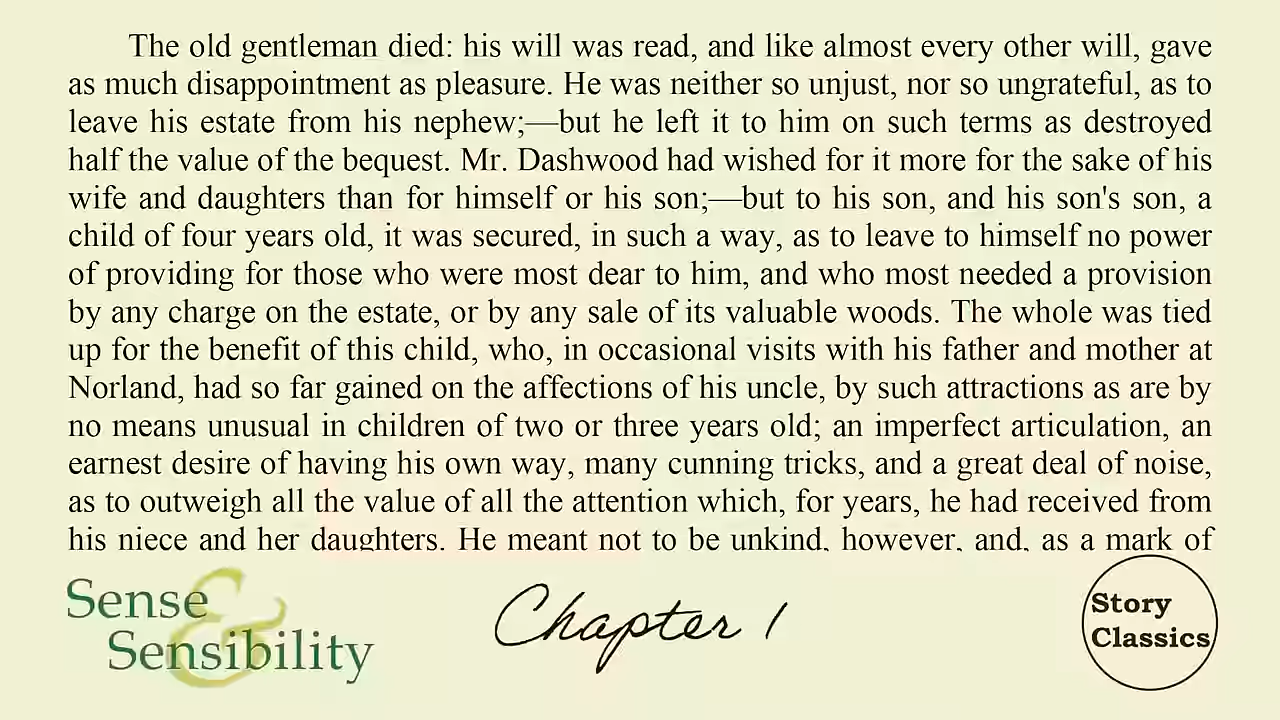 The old gentleman died: his will was read, and like almost every other will, gave
as much disappointment as pleasure. He was neither so unjust, nor so ungrateful, as to
leave his estate from his nephew;—but he left it to him on such terms as destroyed
half the value of the bequest. Mr. Dashwood had wished for it more for the sake of his
wife and daughters than for himself or his son;—but to his son, and his son's son, a
child of four years old, it was secured, in such a way, as to leave to himself no power
of providing for those who were most dear to him, and who most needed a provision
by any charge on the estate, or by any sale of its valuable woods. The whole was tied
up for the benefit of this child, who, in occasional visits with his father and mother at
Norland, had so far gained on the affections of his uncle, by such attractions as are by
no means unusual in children of two or three years old; an imperfect articulation, an
earnest desire of having his own way, many cunning tricks, and a great deal of noise,
as to outweigh all the value of all the attention which, for years, he had received from
his niece and her daughters. He meant not to be unkind, however, and, as a mark of
Sense &
Sensibility
Chapter 1
Story
Classics